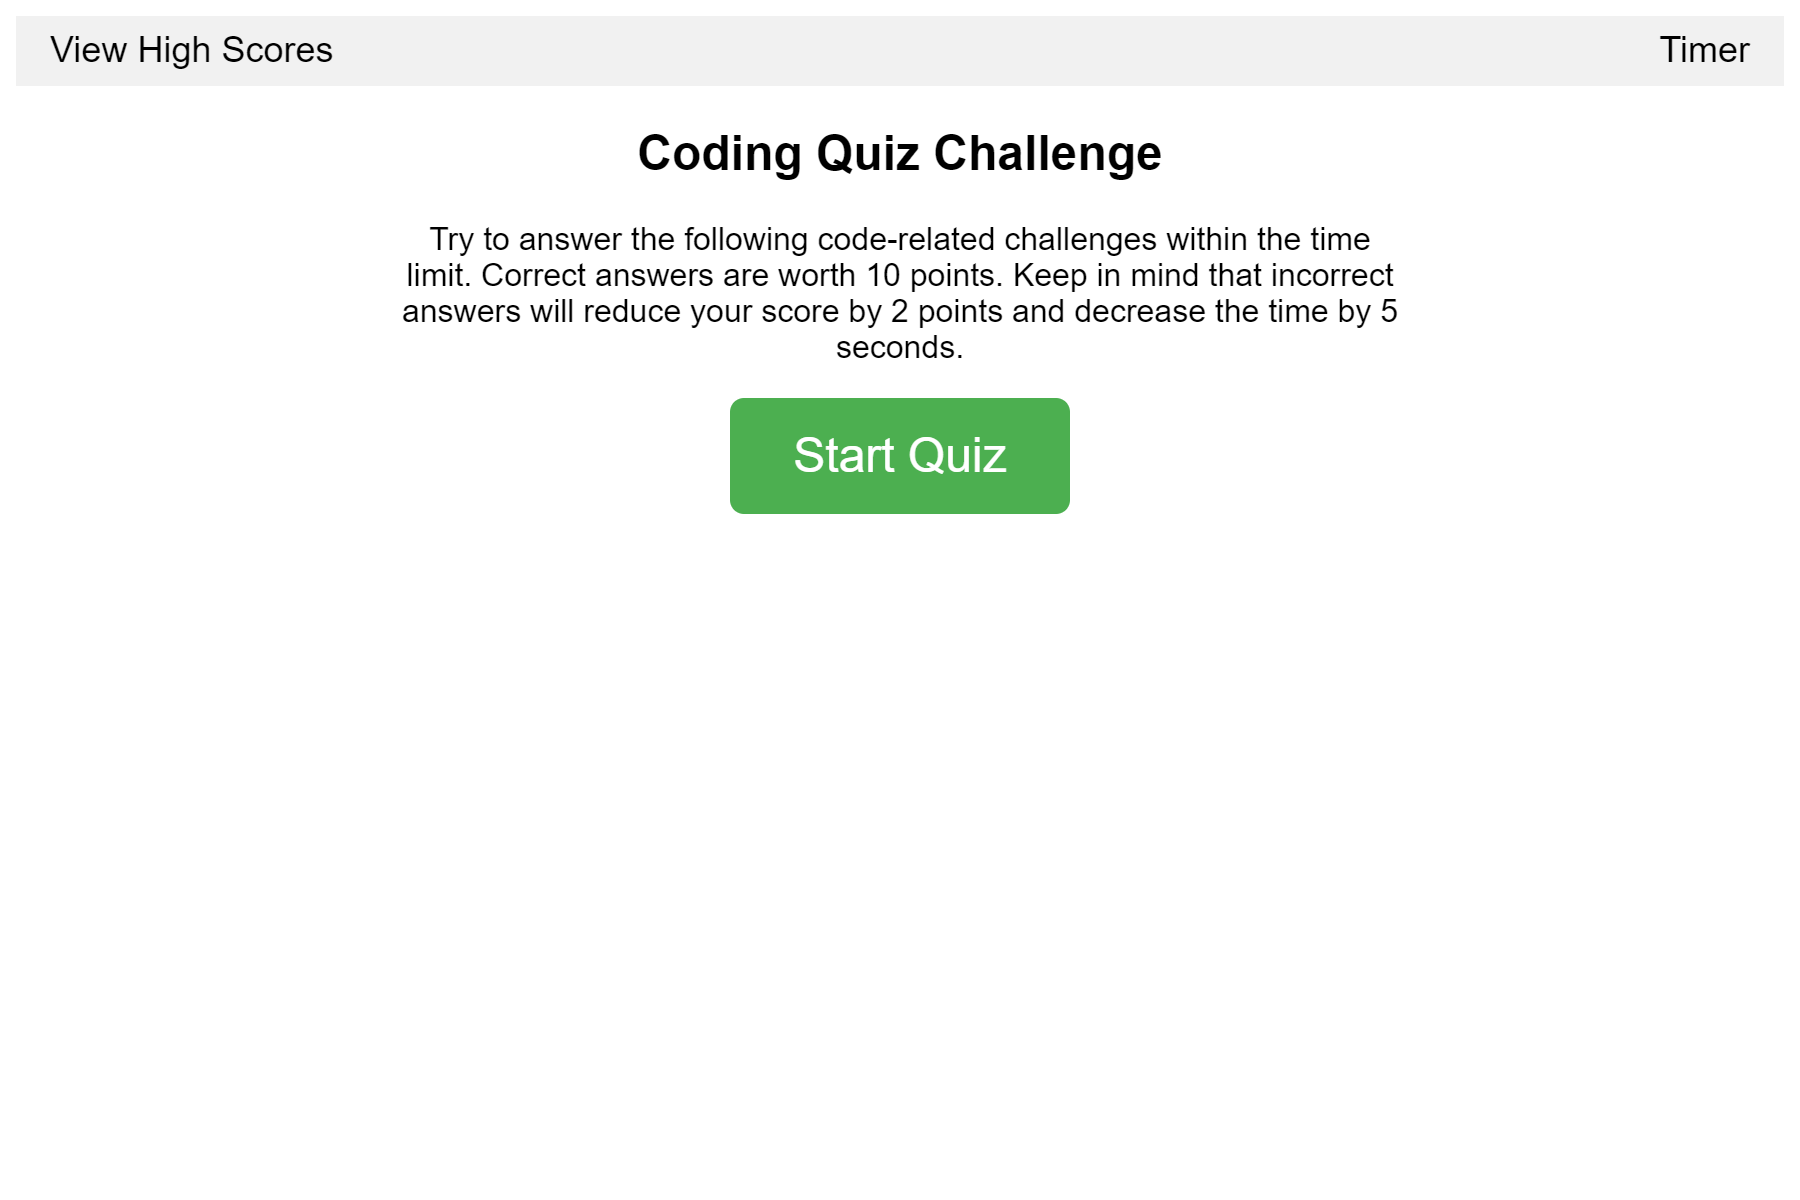 View High Scores
Timer
Coding Quiz Challenge
Try to answer the following code-related challenges within the time
limit. Correct answers are worth 10 points. Keep in mind that incorrect
answers will reduce your score by 2 points and decrease the time by 5
seconds.
Start Quiz